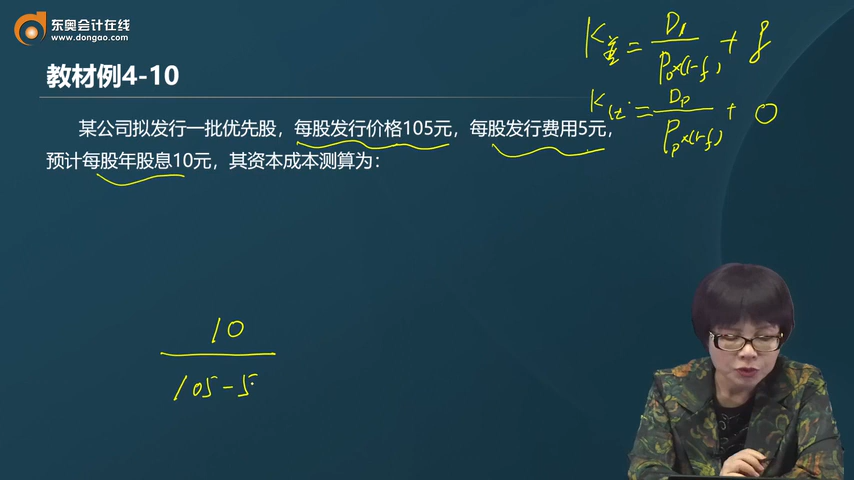 东奥会计在线
www.dongao.com
教材例4-10
某公司拟发行一批优先股，每股发行价格105元，每股发行费用5元，
预计每股年股息10元，其资本成本测算为：
K普=D1/P0×(1-f)+g
K优=Dp/Pp×(1-f)+0
10
105-5